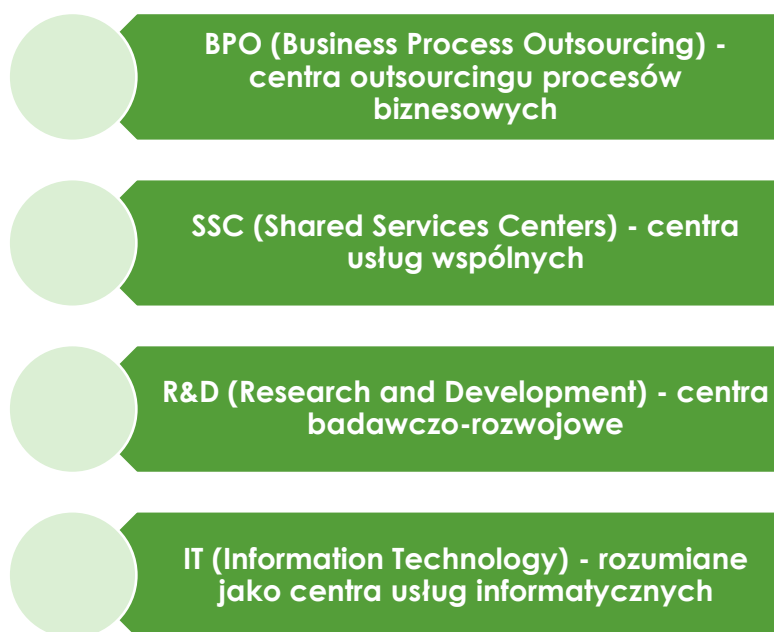 BPO (Business Process Outsourcing) -
centra outsourcingu procesów
biznesowych
SSC (Shared Services Centers) - centra
usług wspólnych
R&D (Research and Development) - centra
badawczo-rozwojowe
IT (Information Technology) - rozumiane
jako centra usług informatycznych